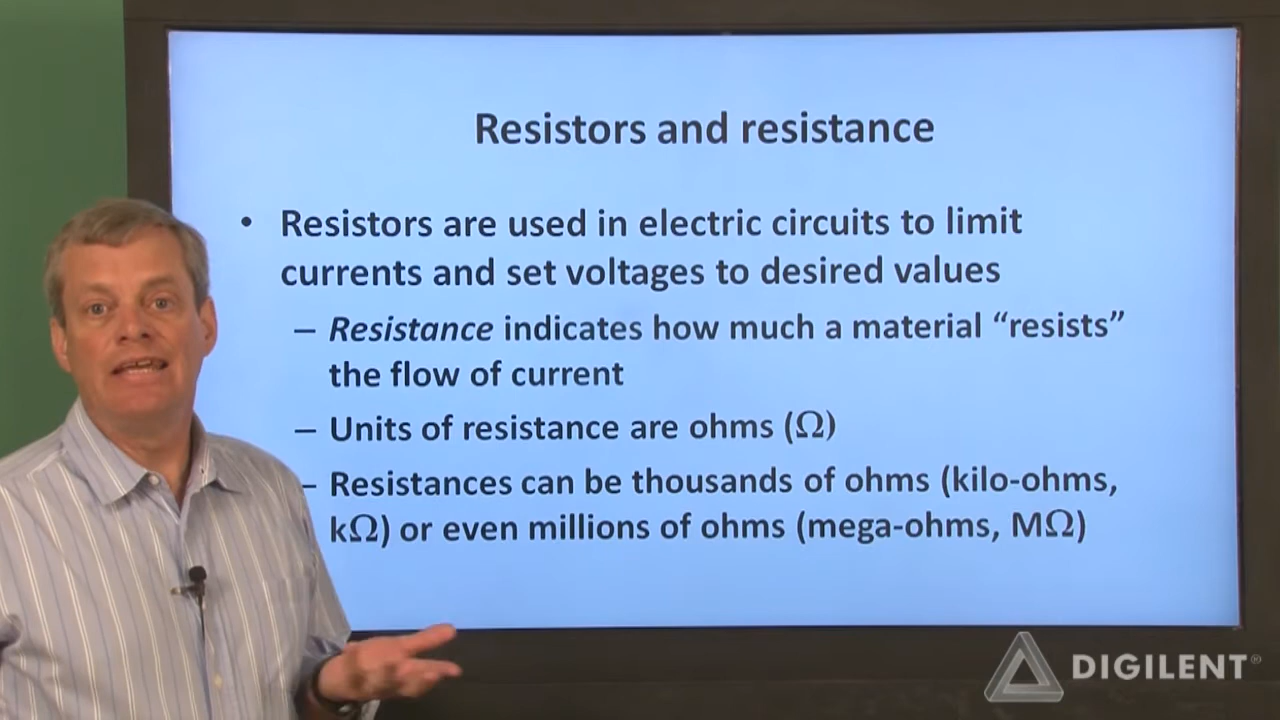 Resistors and resistance
• Resistors are used in electric circuits to limit
currents and set voltages to desired values
– Resistance indicates how much a material “resists”
the flow of current
– Units of resistance are ohms (Ω)
– Resistances can be thousands of ohms (kilo-ohms,
kΩ) or even millions of ohms (mega-ohms, MΩ)
DIGILENT®